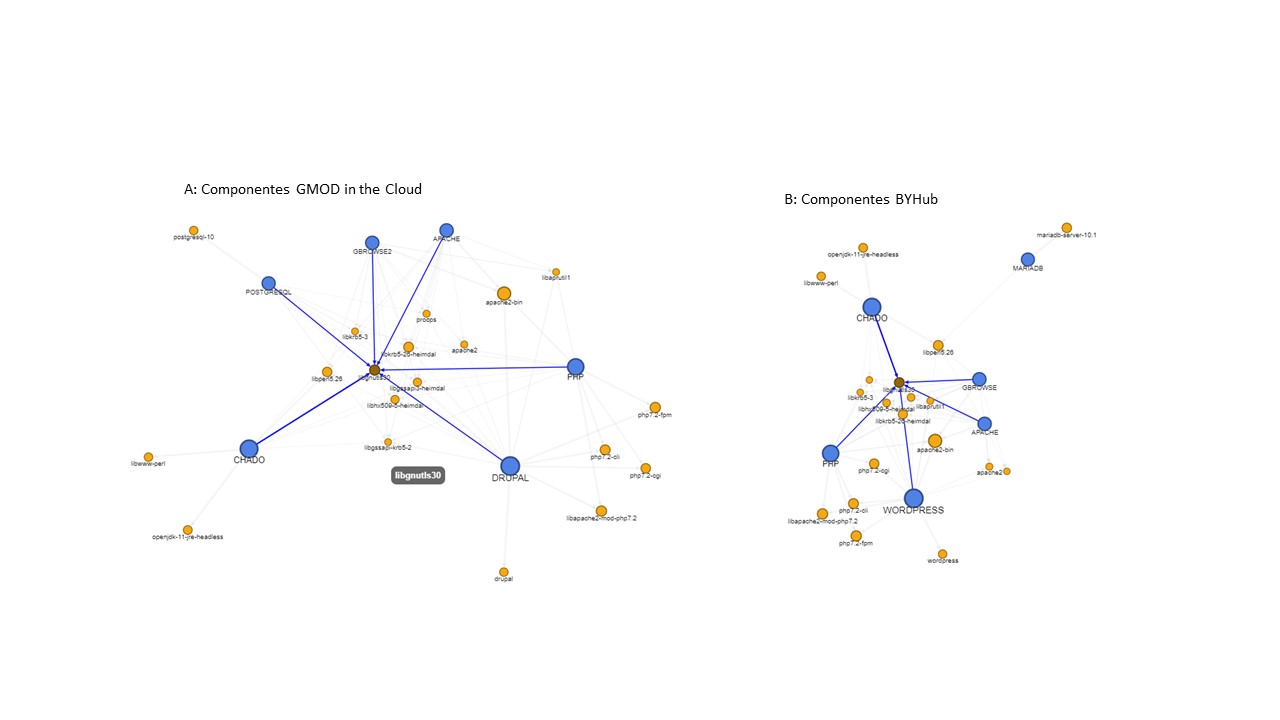 A: Componentes GMOD in the Cloud
postgresql-10
GBROWSE2
APACHE
libaprutil1
POSTGRESQL
apache2-bin
procps
libkrb5-3
libkrb5-26-heimdal
apache2
libperl5.26
libgnutls30
PHP
libgssapi3-heimdal
libhx509-5-heimdal
php7.2-fpm
libgssapi-krb5-2
CHADO
libwww-perl
php7.2-cli
libgnutls30
DRUPAL
php7.2-cgi
libapache2-mod-php7.2
openjdk-11-jre-headless
drupal
B: Componentes BYHub
mariadb-server-10.1
openjdk-11-jre-headless
MARIADB
libwww-perl
CHADO
libperl5.26
libgnutls30
GBROWSE
libkrb5-3
libhx509-5-heimdal
libaprutil1
libkrb5-26-heimdal
APACHE
apache2-bin
PHP
php7.2-cgi
apache2
WORDPRESS
php7.2-cli
libapache2-mod-php7.2
php7.2-fpm
wordpress